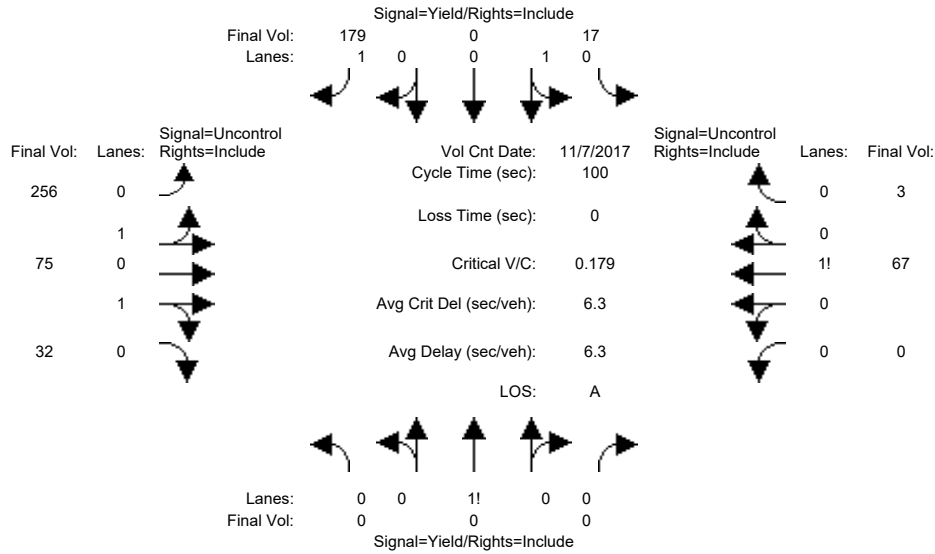 Signal=Yield/Rights=Include
Final Vol: 179 0 17
Lanes: 1 0 0 1 0
Signal=Uncontrol
Final Vol: Lanes: Rights=Include
Vol Cnt Date: 11/7/2017
Signal=Uncontrol
Rights=Include Lanes: Final Vol:
Cycle Time (sec): 100
256 0
0 3
Loss Time (sec): 0
1
0
75 0
Critical V/C: 0.179
1! 67
1
Avg Crit Del (sec/veh): 6.3
0
32 0
Avg Delay (sec/veh): 6.3
0 0
LOS: A
Lanes: 0 0 1! 0 0
Final Vol: 0 0 0
Signal=Yield/Rights=Include